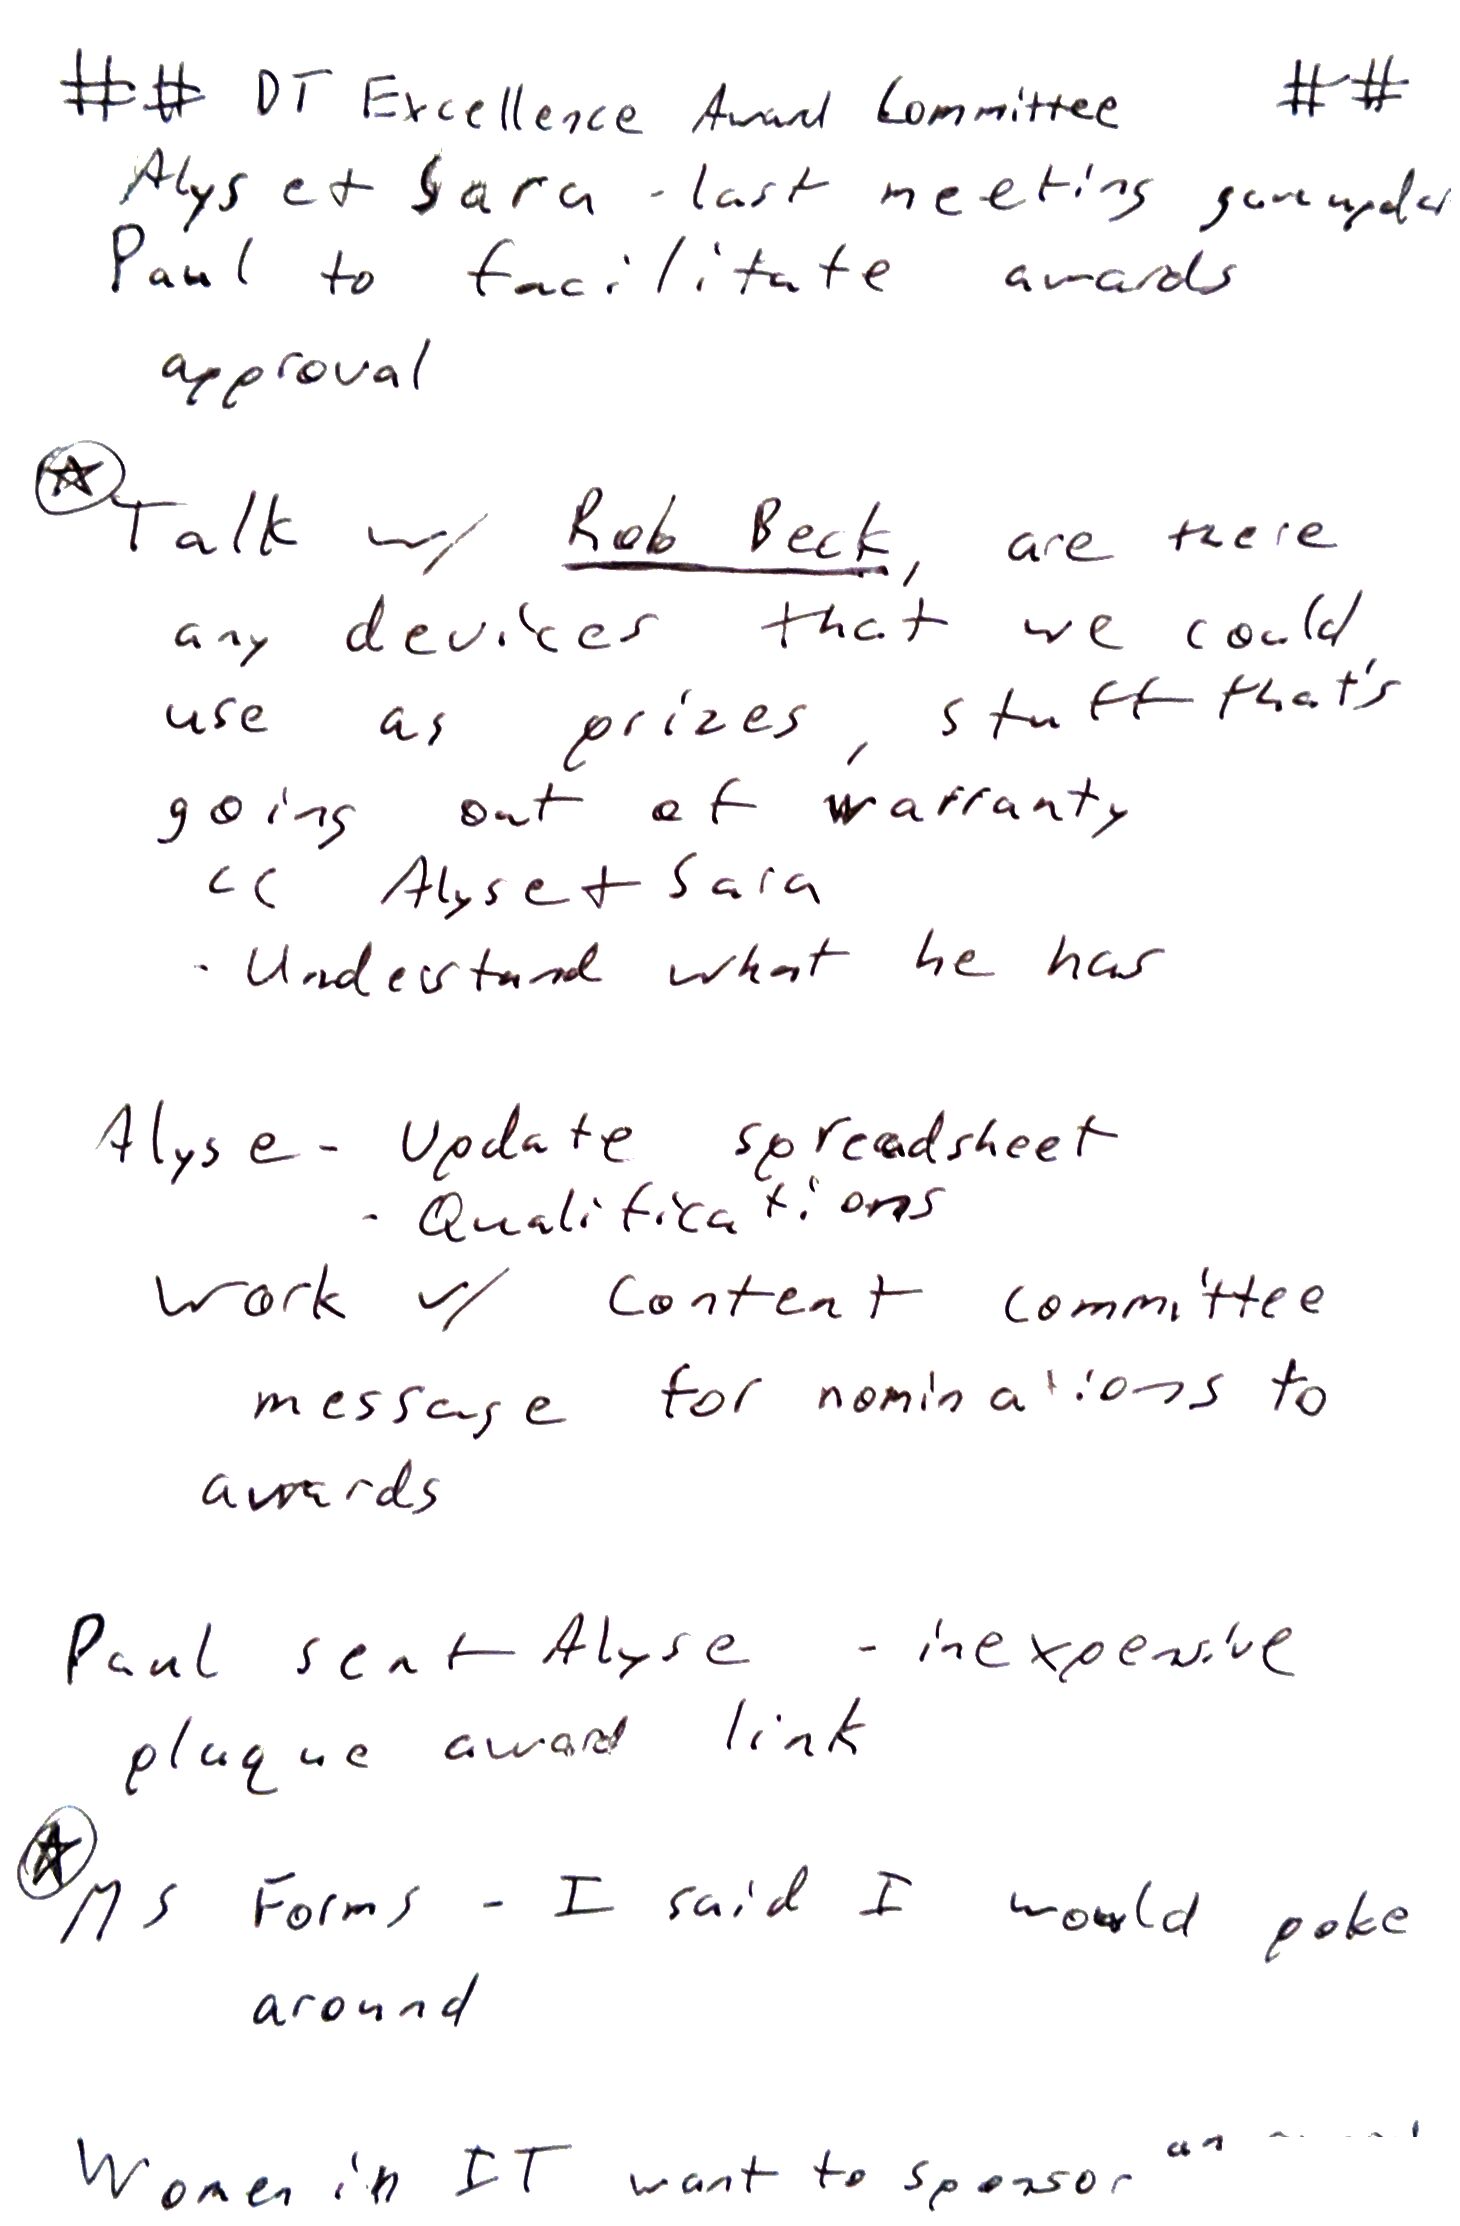 ## DT Excellence Award Committee ##
Alyse + Sara - last meeting gave
Paul to facilitate awards
approval
Talk w/ Rob Beck, are there
any devices that we could
use as prizes, stuff that's
going out of warranty
CC Alyse + Sara
- Understand what he has
Alyse - Update spreadsheet
- Qualifications
Work w/ Content committee
message for nominations to
awards
Paul sent Alyse - inexpensive
plaque award link
MS Forms - I said I would poke
around
Women in IT want to sponsor an